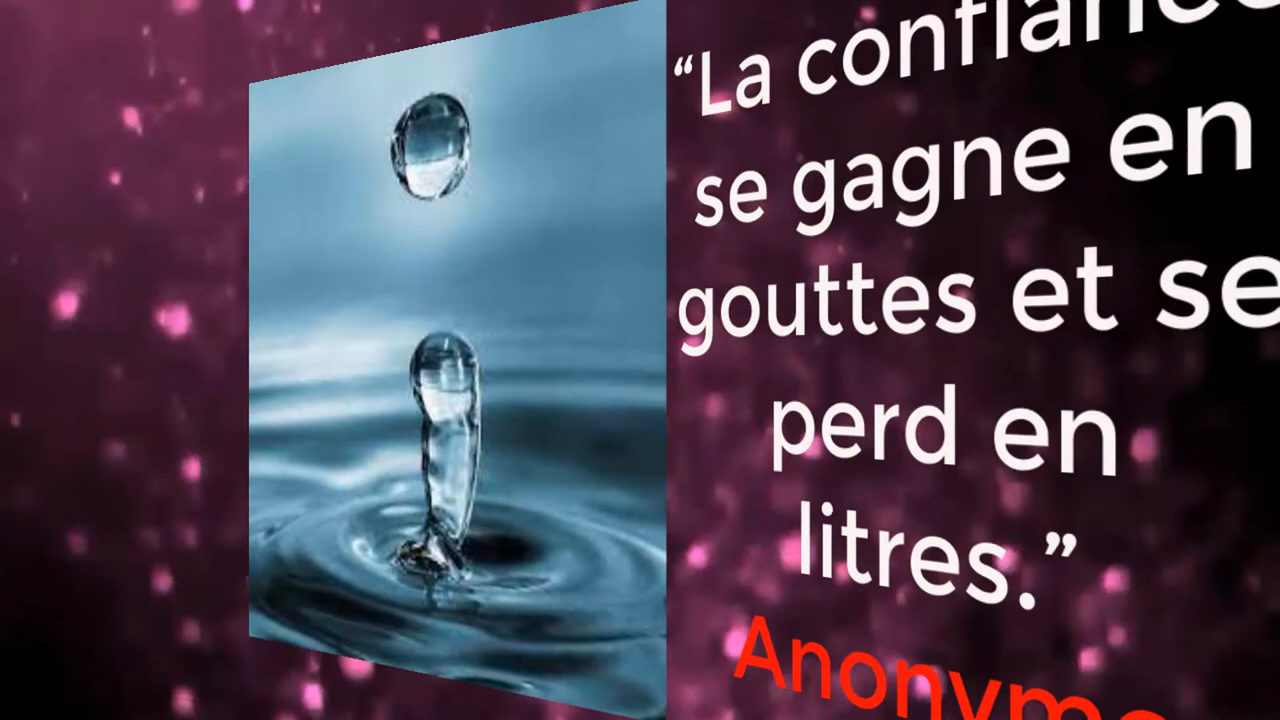 “La confiance
se gagne en
gouttes et se
perd en
litres.”
Anonyme